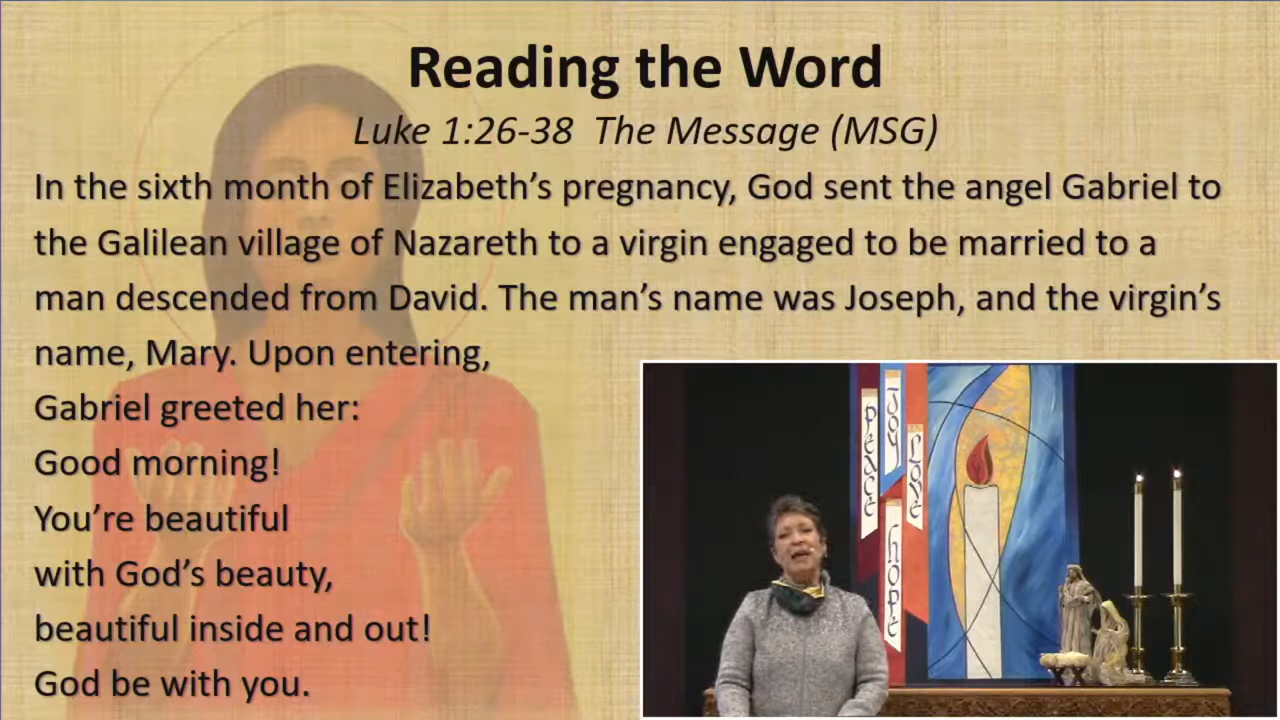 Reading the Word
Luke 1:26-38 The Message (MSG)
In the sixth month of Elizabeth’s pregnancy, God sent the angel Gabriel to
the Galilean village of Nazareth to a virgin engaged to be married to a
man descended from David. The man’s name was Joseph, and the virgin’s
name, Mary. Upon entering,
Gabriel greeted her:
Good morning!
You’re beautiful
with God’s beauty,
beautiful inside and out!
God be with you.
peace
Joy
Love
hope